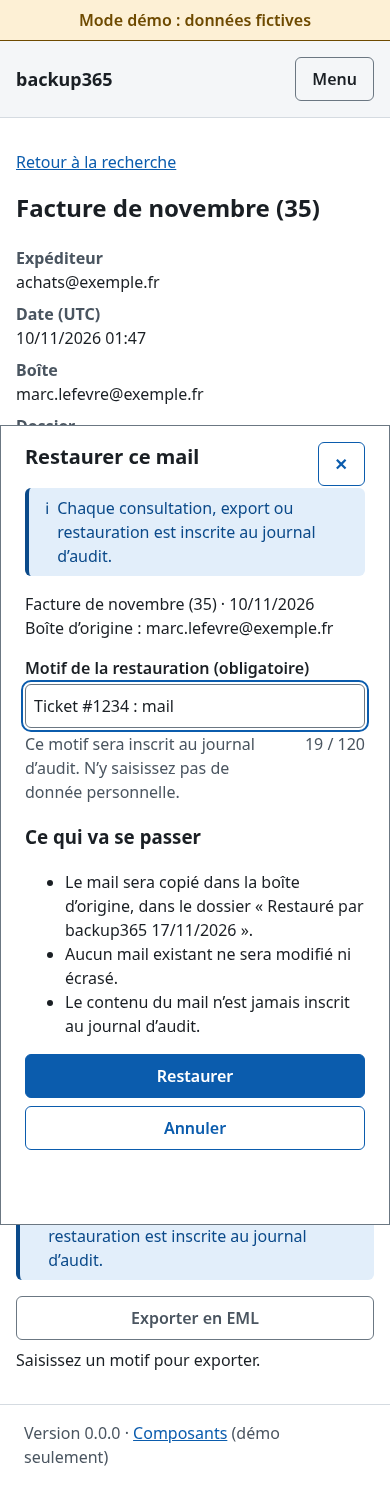 Mode démo : données fictives
backup365
Menu
Retour à la recherche
Facture de novembre (35)
Expéditeur
achats@exemple.fr
Date (UTC)
10/11/2026 01:47
Boîte
marc.lefevre@exemple.fr
Dossier
Restaurer ce mail
×
i Chaque consultation, export ou
restauration est inscrite au journal
d’audit.
Facture de novembre (35) · 10/11/2026
Boîte d’origine : marc.lefevre@exemple.fr
Motif de la restauration (obligatoire)
Ticket #1234 : mail
Ce motif sera inscrit au journal 19 / 120
d’audit. N’y saisissez pas de
donnée personnelle.
Ce qui va se passer
• Le mail sera copié dans la boîte
d’origine, dans le dossier « Restauré par
backup365 17/11/2026 ».
• Aucun mail existant ne sera modifié ni
écrasé.
• Le contenu du mail n’est jamais inscrit
au journal d’audit.
Restaurer
Annuler
restauration est inscrite au journal
d’audit.
Exporter en EML
Saisissez un motif pour exporter.
Version 0.0.0 · Composants (démo
seulement)